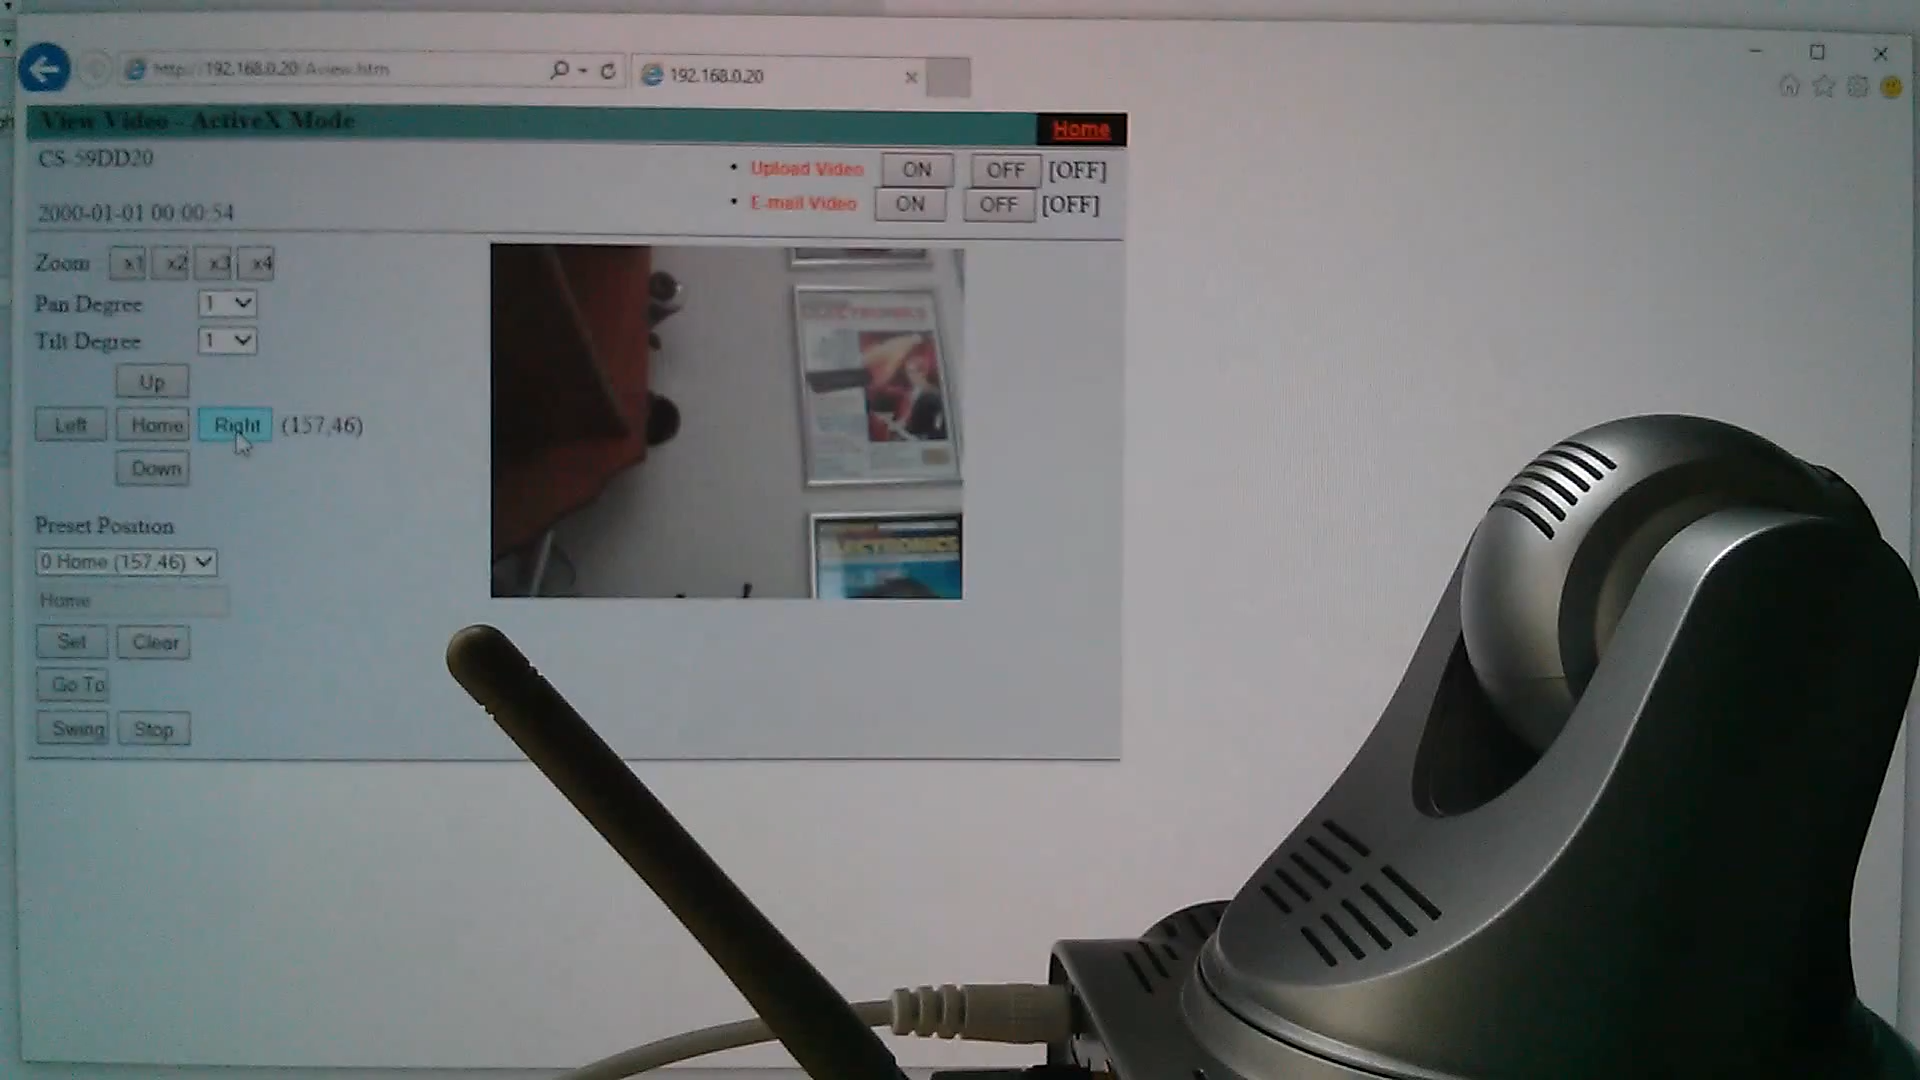 http://192.168.0.20/Aview.htm
192.168.0.20
View Video - ActiveX Mode
Home
CS-59DD20
Upload Video ON OFF [OFF]
2000-01-01 00:00:54
E-mail Video ON OFF [OFF]
Zoom x1 x2 x3 x4
Pan Degree 1
Tilt Degree 1
Up
Left Home Right (157,46)
Down
Preset Position
0 Home (157,46)
Home
Set Clear
Go To
Swing Stop
ELECTRONICS
ELECTRONICS